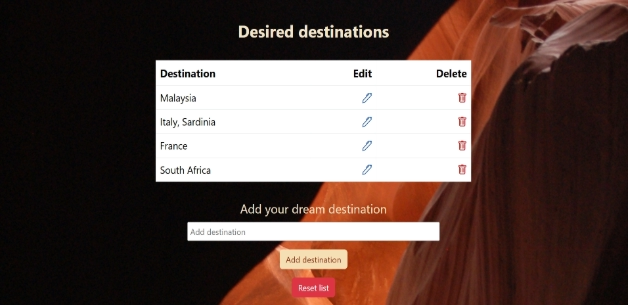 Desired destinations
Destination Edit Delete
Malaysia
Italy, Sardinia
France
South Africa
Add your dream destination
Add destination
Add destination
Reset list